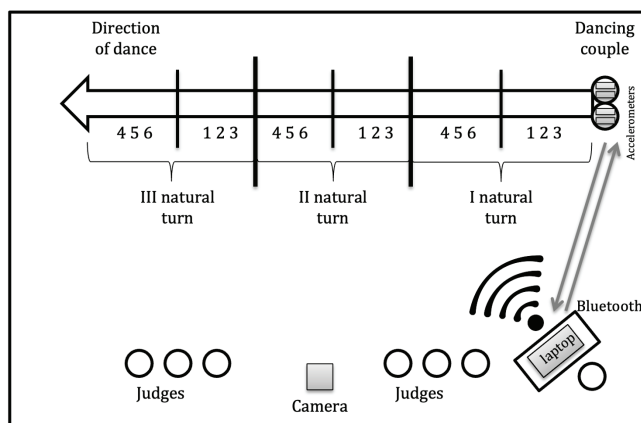 Direction
of dance
Dancing
couple
Accelerometers
4 5 6
1 2 3
4 5 6
1 2 3
4 5 6
1 2 3
III natural
turn
II natural
turn
I natural
turn
Bluetooth
laptop
Judges
Camera
Judges